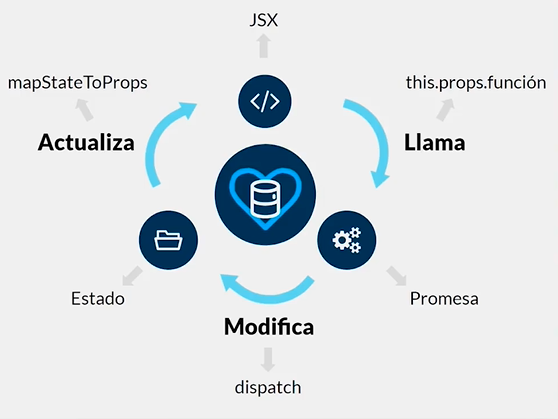 JSX
mapStateToProps
this.props.función
Actualiza
Llama
</>
Estado
Promesa
Modifica
dispatch